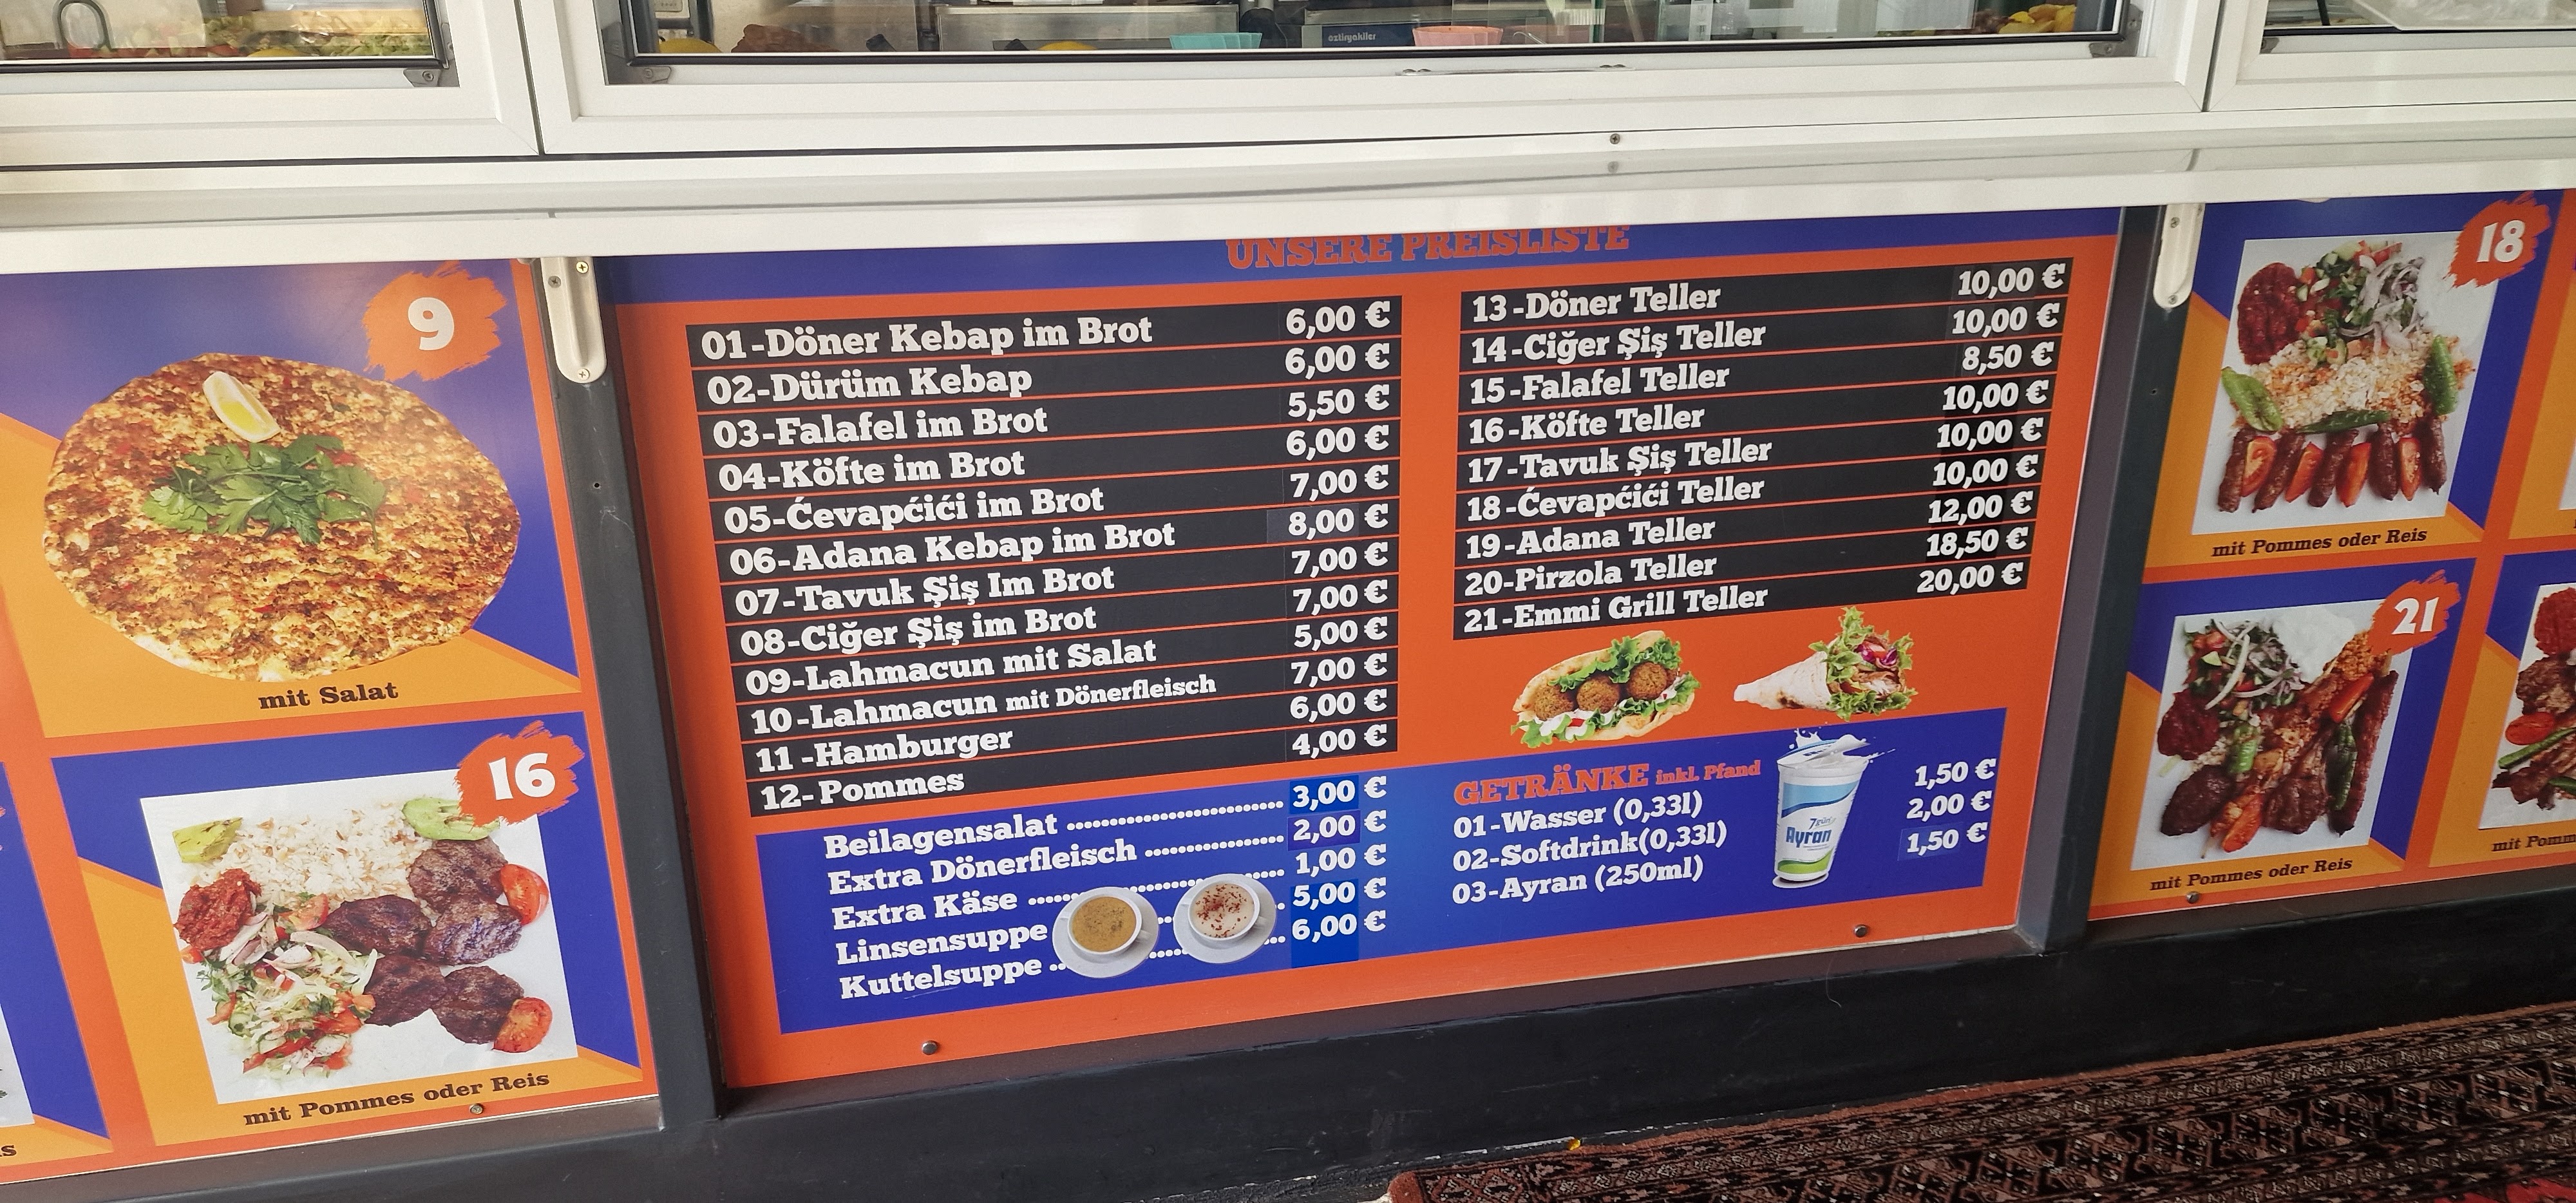 oztiryakiler
UNSERE PREISLISTE
9
mit Salat
16
mit Pommes oder Reis
01-Döner Kebap im Brot 6,00 €
02-Dürüm Kebap 6,00 €
03-Falafel im Brot 5,50 €
04-Köfte im Brot 6,00 €
05-Ćevapćići im Brot 7,00 €
06-Adana Kebap im Brot 8,00 €
07-Tavuk Şiş Im Brot 7,00 €
08-Ciğer Şiş im Brot 7,00 €
09-Lahmacun mit Salat 5,00 €
10-Lahmacun mit Dönerfleisch 7,00 €
11-Hamburger 6,00 €
12-Pommes 4,00 €
Beilagensalat ........ 3,00 €
Extra Dönerfleisch ........ 2,00 €
Extra Käse ........ 1,00 €
Linsensuppe 5,00 €
Kuttelsuppe ........ 6,00 €
13-Döner Teller 10,00 €
14-Ciğer Şiş Teller 10,00 €
15-Falafel Teller 8,50 €
16-Köfte Teller 10,00 €
17-Tavuk Şiş Teller 10,00 €
18-Ćevapćići Teller 10,00 €
19-Adana Teller 12,00 €
20-Pirzola Teller 18,50 €
21-Emmi Grill Teller 20,00 €
GETRÄNKE inkl. Pfand
01-Wasser (0,33l) 1,50 €
02-Softdrink(0,33l) 2,00 €
03-Ayran (250ml) 1,50 €
Ayran
18
mit Pommes oder Reis
21
mit Pommes oder Reis